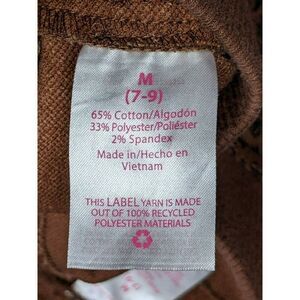 M
(7-9)
65% Cotton/Algodón
33% Polyester/Poliéster
2% Spandex
Made in/Hecho en
Vietnam
THIS LABEL YARN IS MADE
OUT OF 100% RECYCLED
POLYESTER MATERIALS